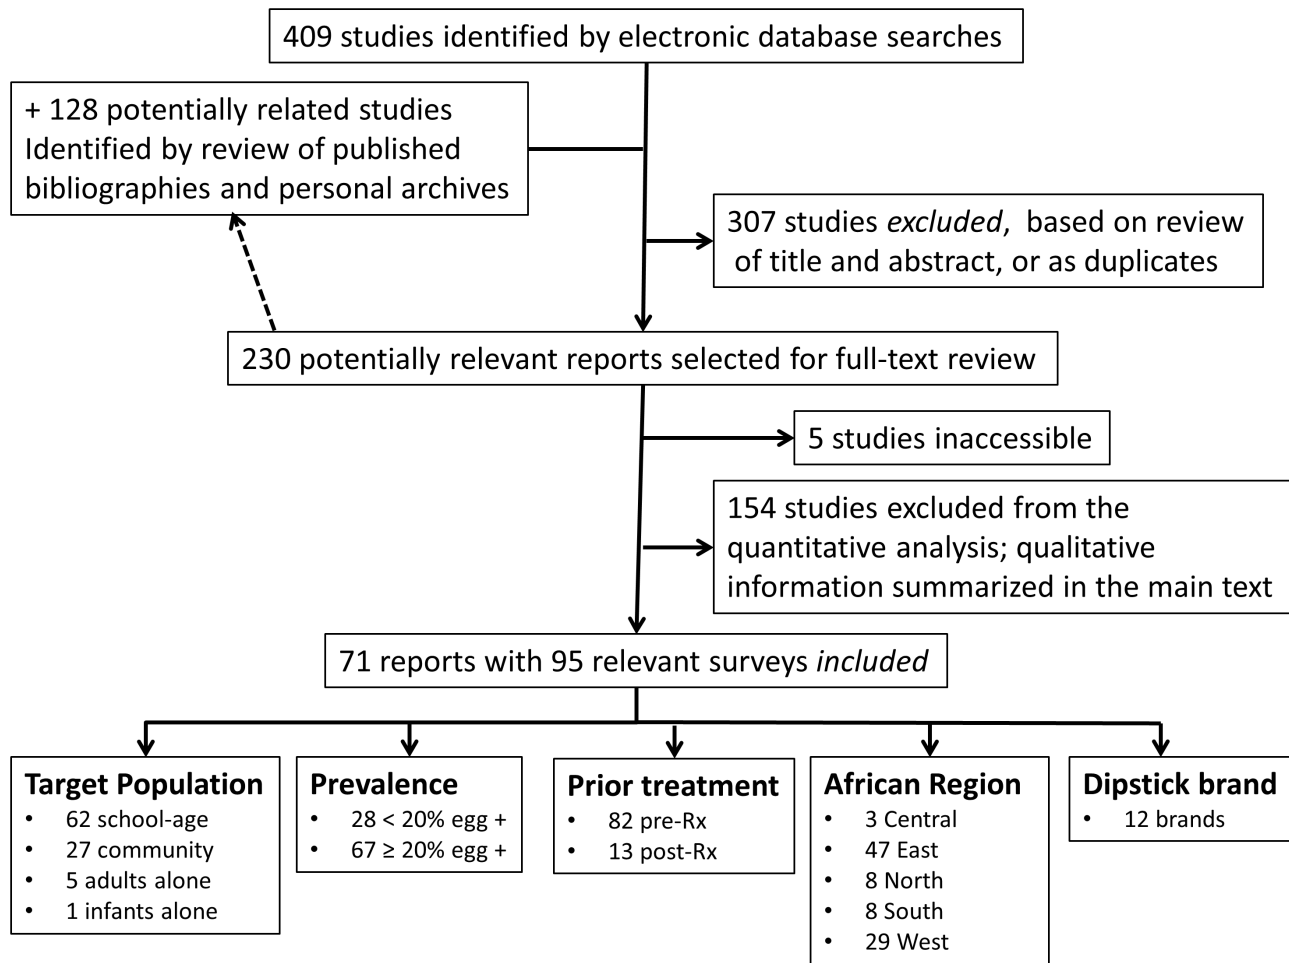 409 studies identified by electronic database searches
+ 128 potentially related studies
Identified by review of published
bibliographies and personal archives
307 studies excluded, based on review
of title and abstract, or as duplicates
230 potentially relevant reports selected for full-text review
5 studies inaccessible
154 studies excluded from the
quantitative analysis; qualitative
information summarized in the main text
71 reports with 95 relevant surveys included
Target Population
• 62 school-age
• 27 community
• 5 adults alone
• 1 infants alone
Prevalence
• 28 < 20% egg +
• 67 ≥ 20% egg +
Prior treatment
• 82 pre-Rx
• 13 post-Rx
African Region
• 3 Central
• 47 East
• 8 North
• 8 South
• 29 West
Dipstick brand
• 12 brands